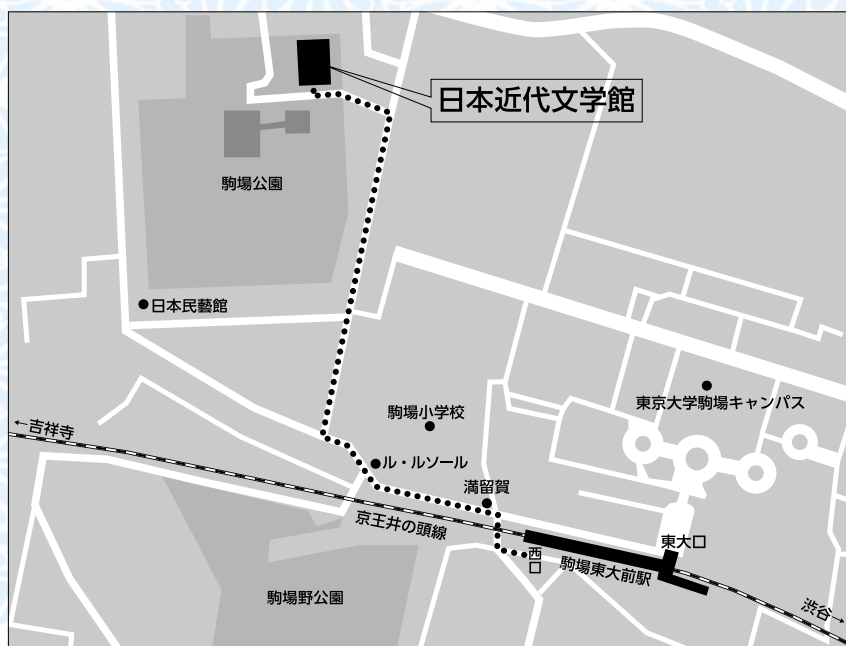 日本近代文学館
駒場公園
日本民藝館
東京大学駒場キャンパス
駒場小学校
←吉祥寺
ル・ルソール
満留賀
京王井の頭線
東大口
西口
駒場東大前駅
駒場野公園
渋谷→